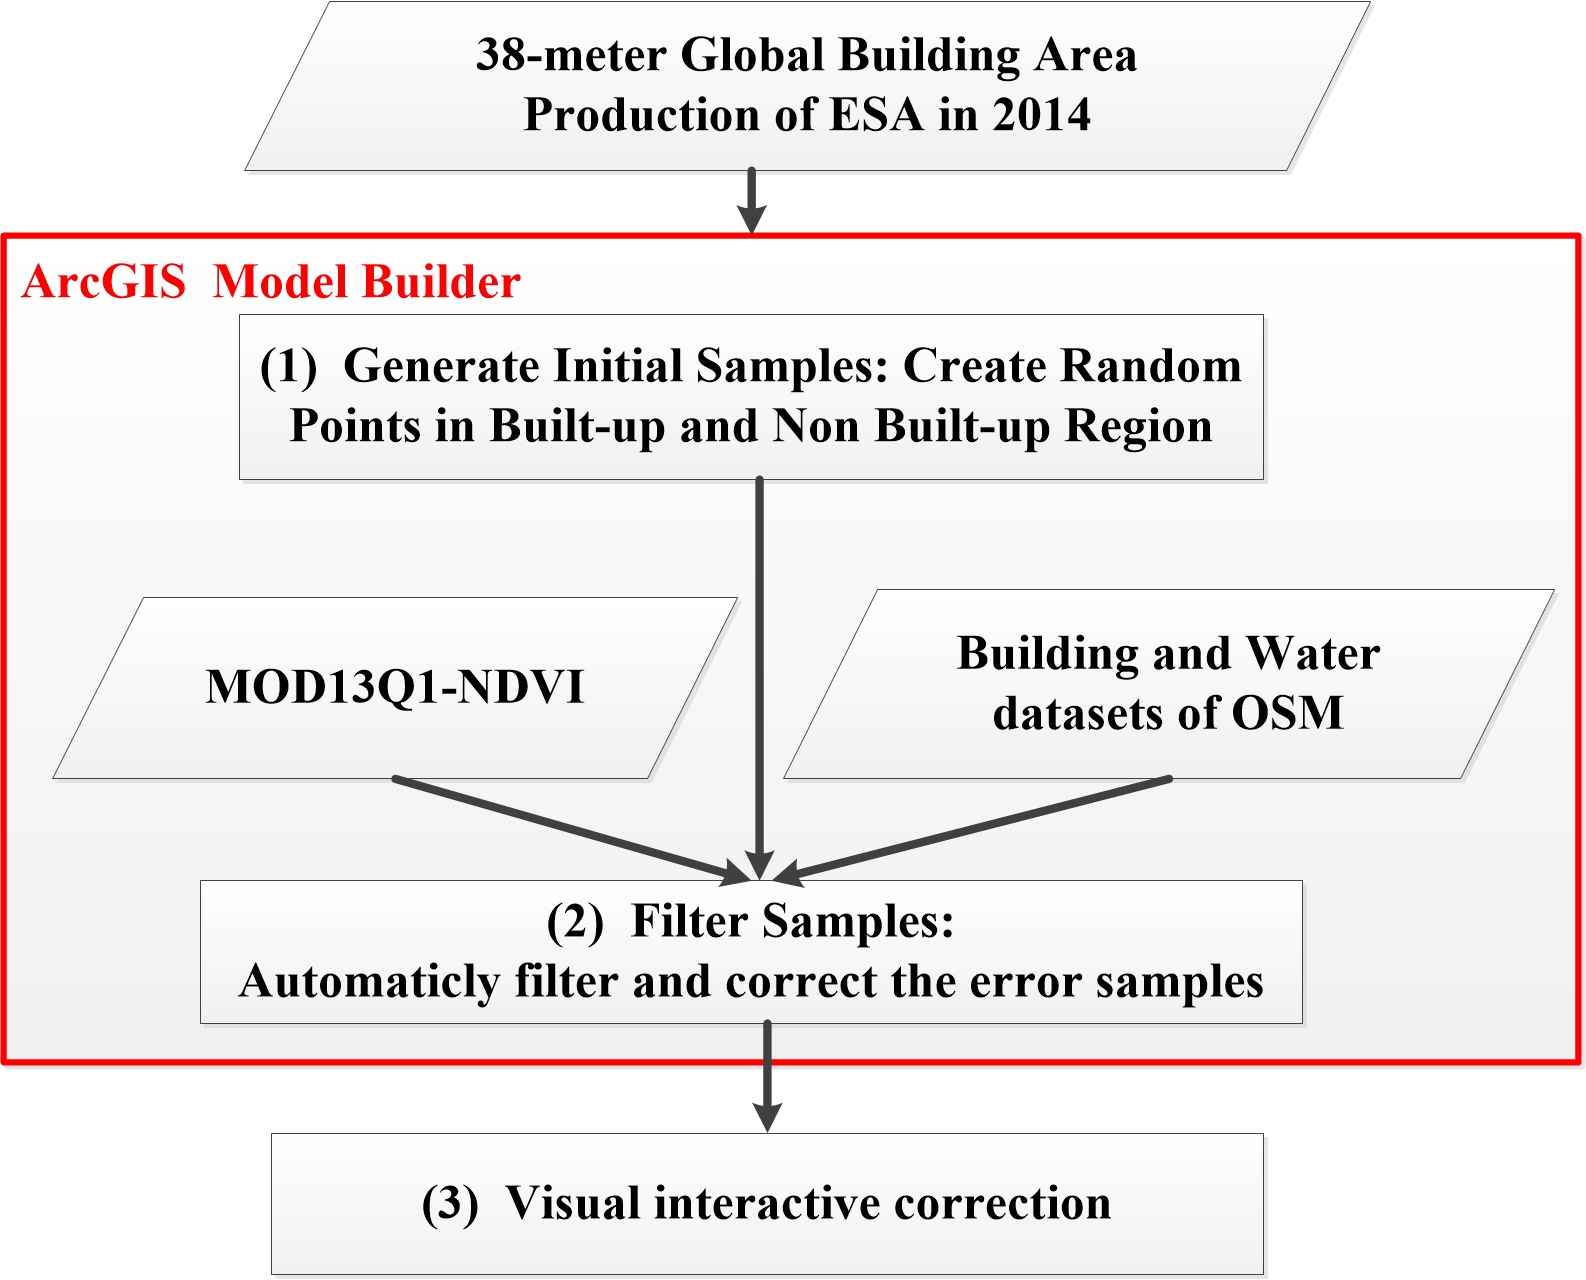 38-meter Global Building Area
Production of ESA in 2014
ArcGIS  Model Builder
(1)  Generate Initial Samples: Create Random
Points in Built-up and Non Built-up Region
MOD13Q1-NDVI
Building and Water
datasets of OSM
(2)  Filter Samples:
Automaticly filter and correct the error samples
(3)  Visual interactive correction